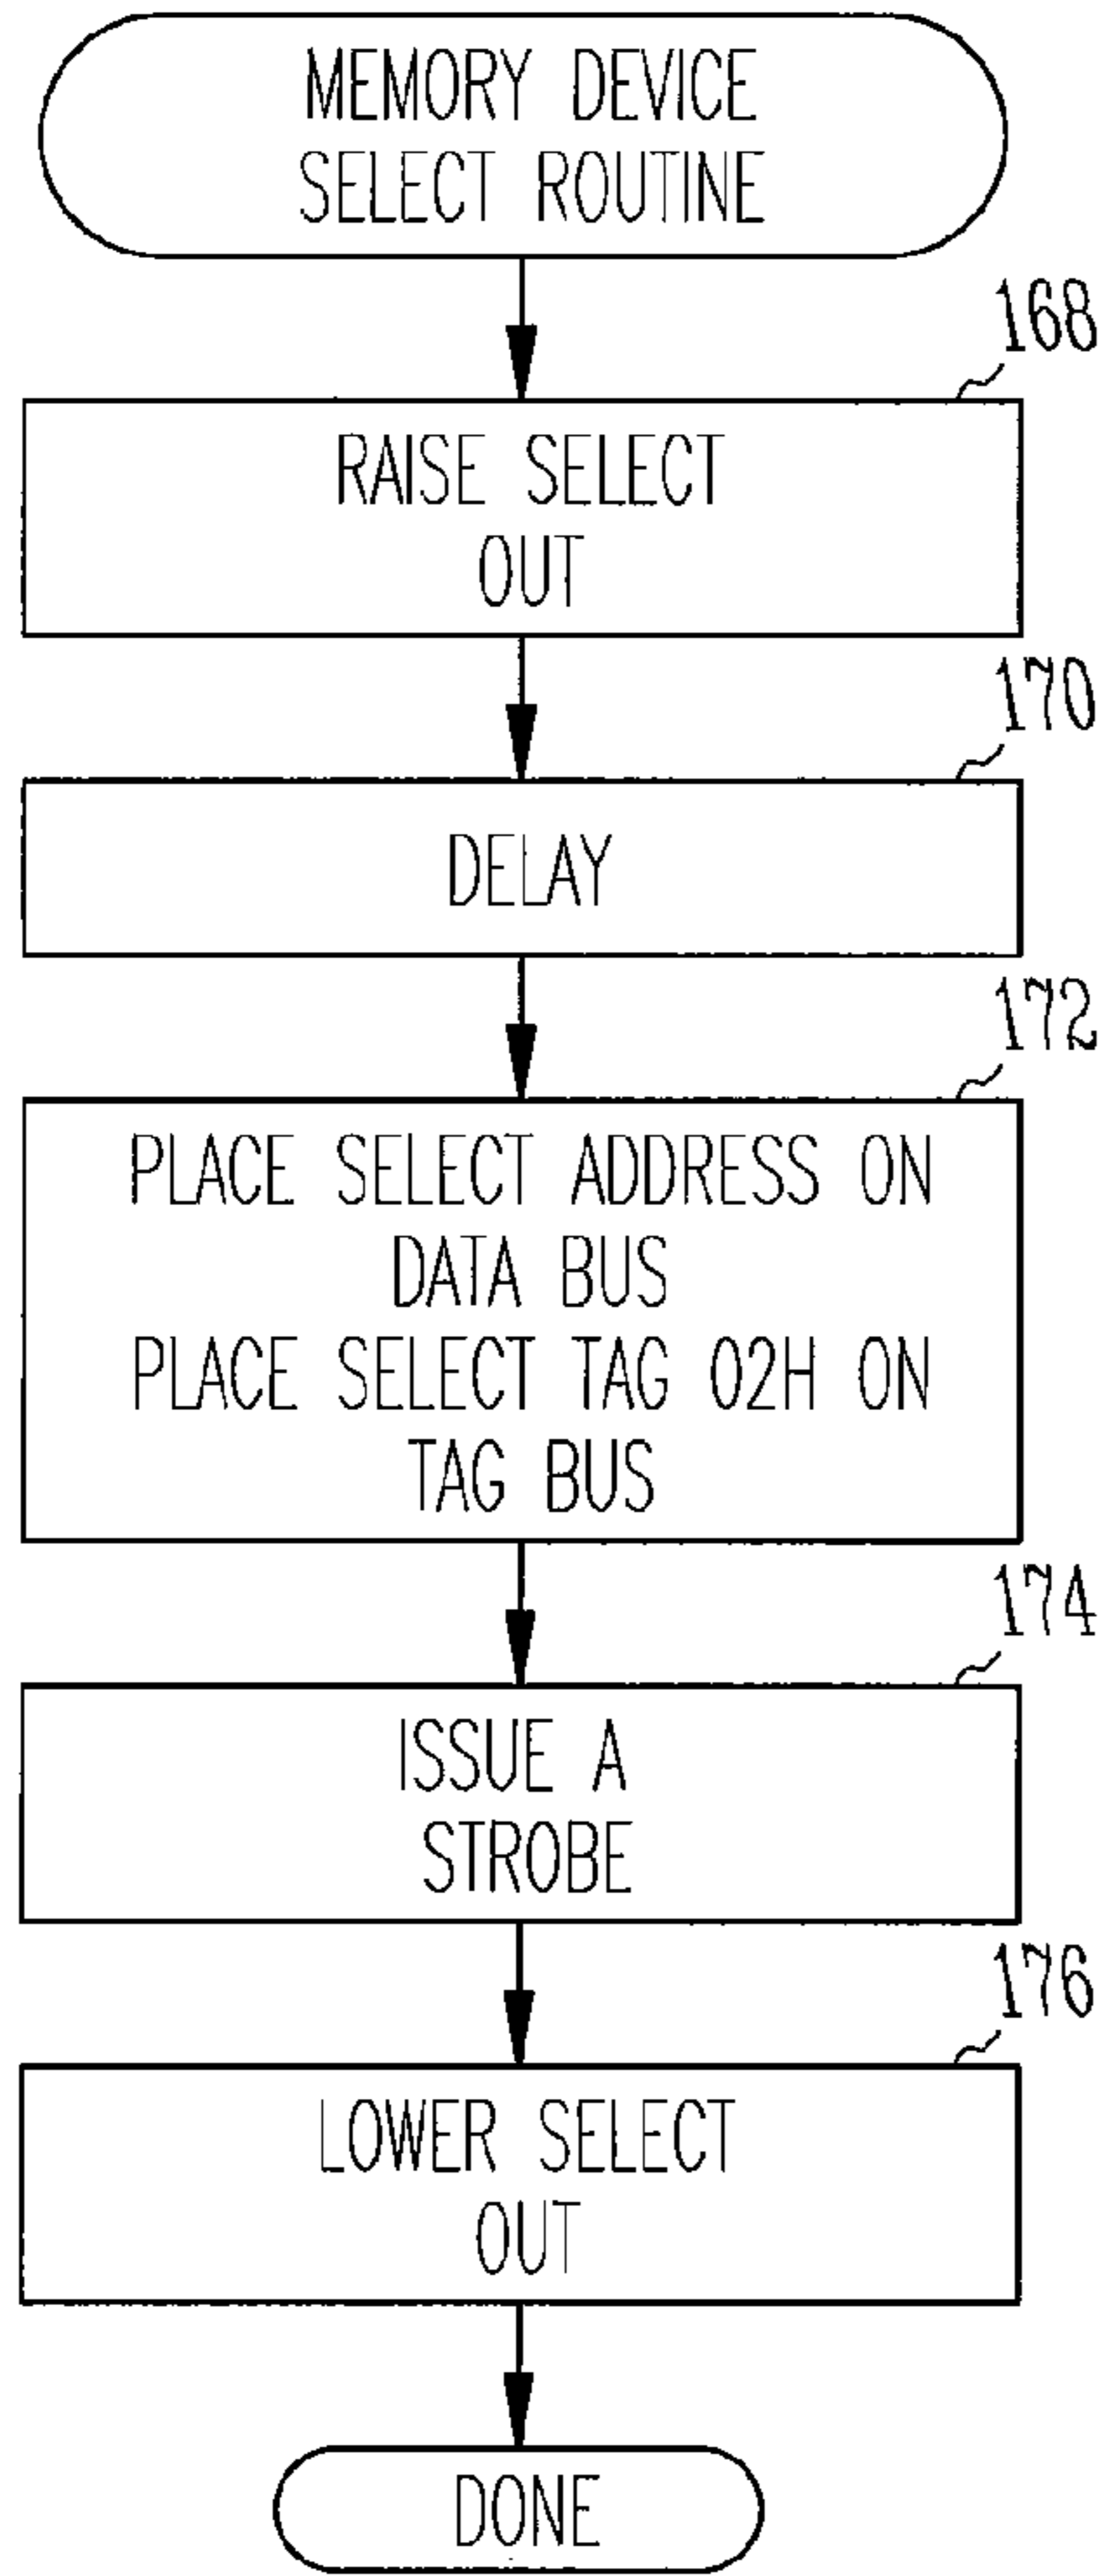 MEMORY DEVICE
SELECT ROUTINE
168
RAISE SELECT
OUT
170
DELAY
172
PLACE SELECT ADDRESS ON
DATA BUS
PLACE SELECT TAG 02H ON
TAG BUS
174
ISSUE A
STROBE
176
LOWER SELECT
OUT
DONE